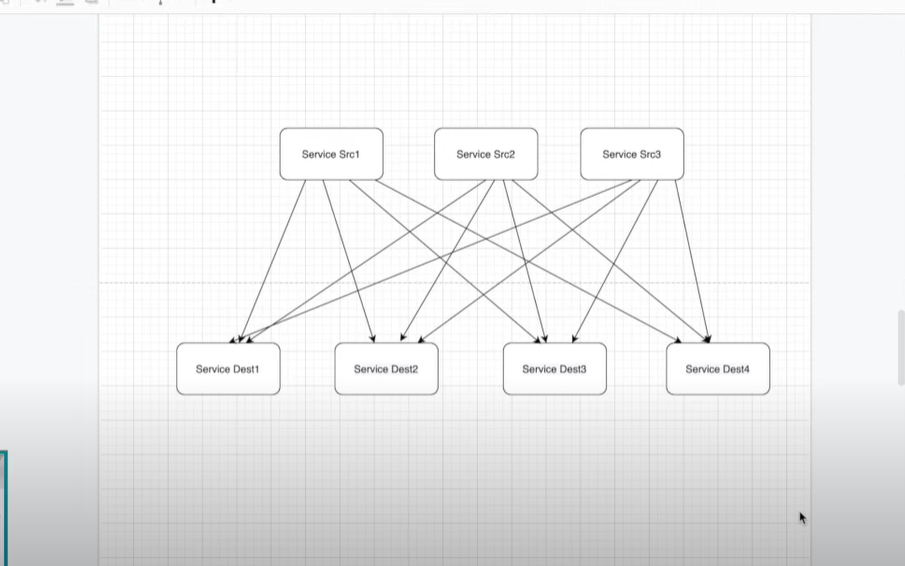 Service Src1
Service Src2
Service Src3
Service Dest1
Service Dest2
Service Dest3
Service Dest4